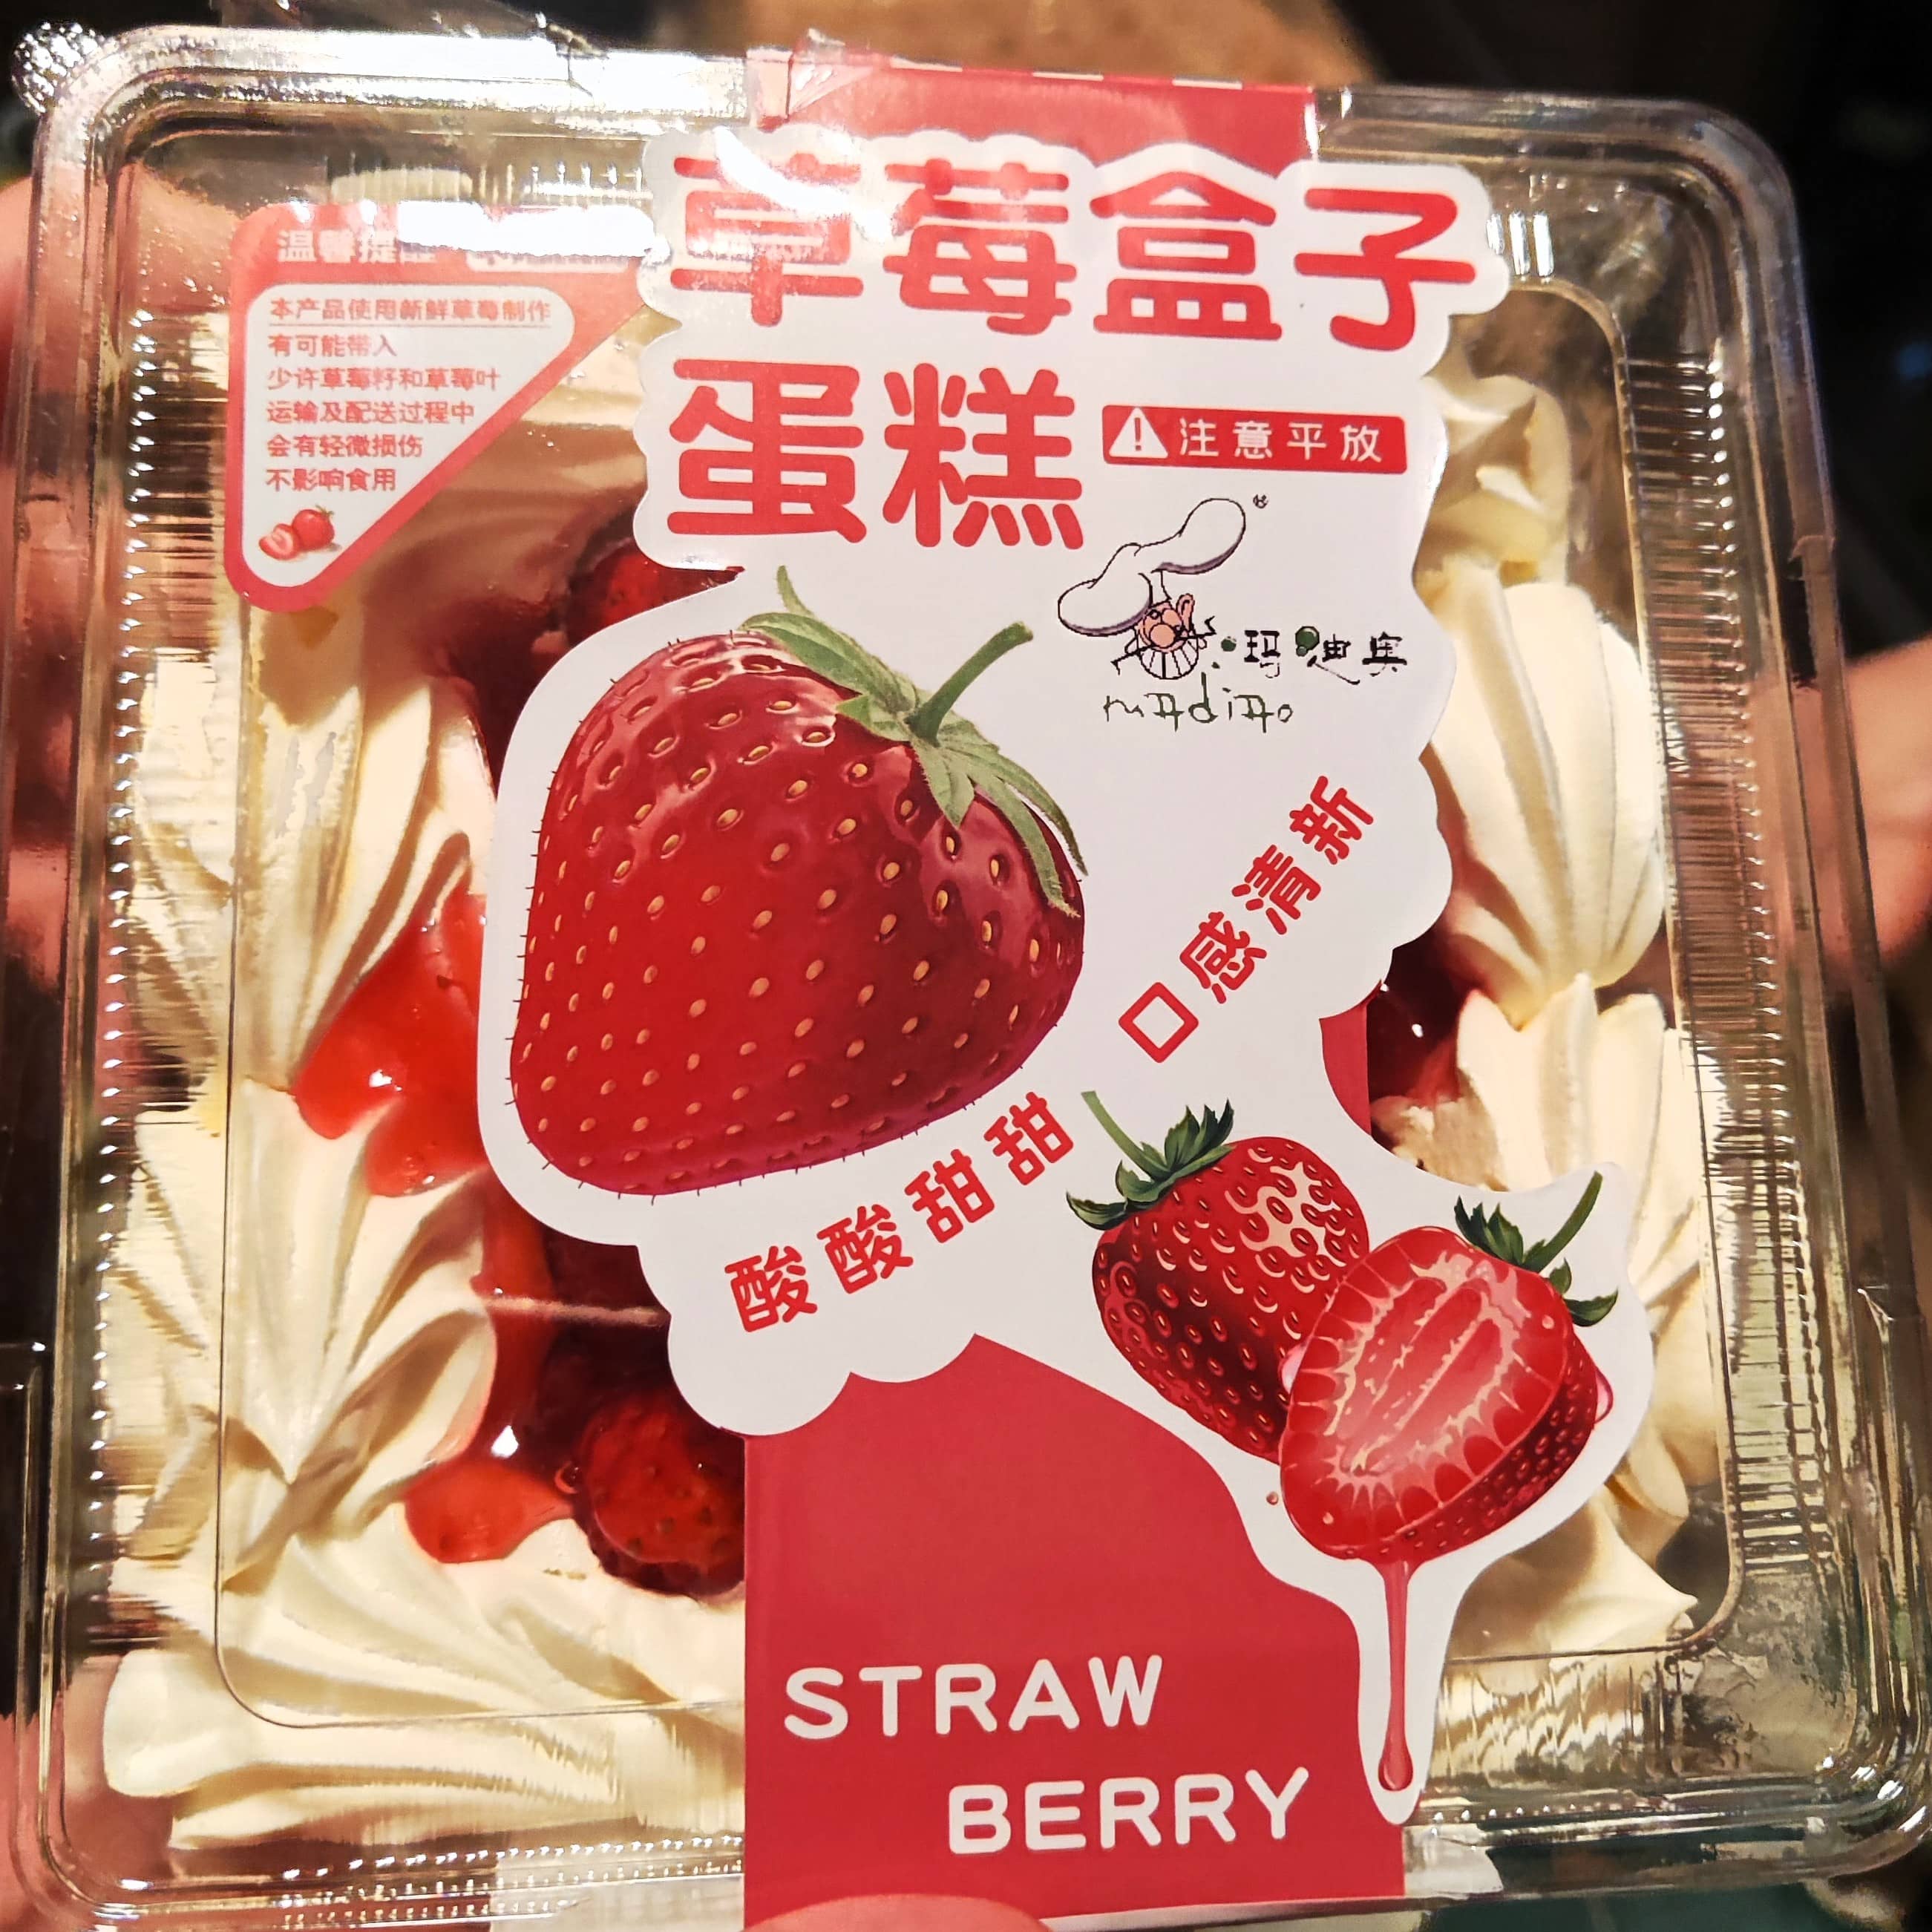 草莓盒子
蛋糕
注意平放
温馨提
本产品使用新鲜草莓制作
有可能带入
少许草莓籽和草莓叶
运输及配送过程中
会有轻微损伤
不影响食用
®
玛迪奥
madiao
口感清新
酸酸甜甜
STRAW
BERRY